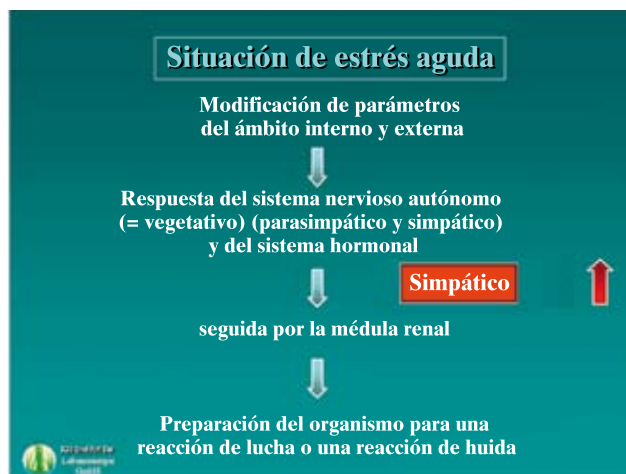 Situación de estrés aguda
Modificación de parámetros
del ámbito interno y externa
Respuesta del sistema nervioso autónomo
(= vegetativo) (parasimpático y simpático)
y del sistema hormonal
Simpático
seguida por la médula renal
Preparación del organismo para una
reacción de lucha o una reacción de huida
GmbH